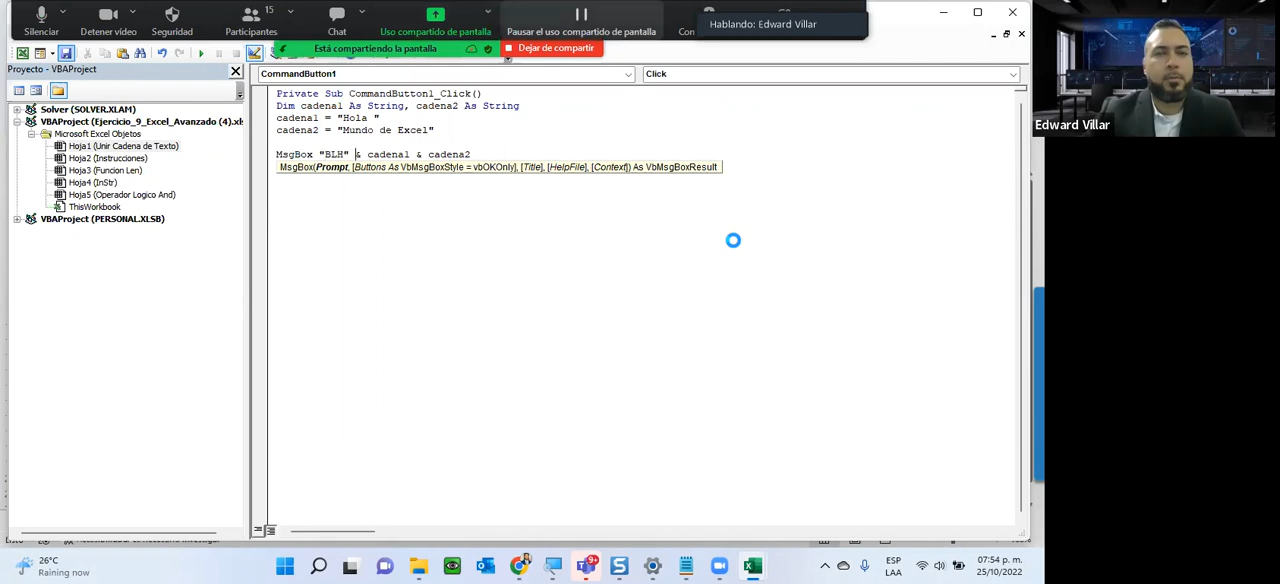 Silenciar
Detener video
Seguridad
15
Participantes
Chat
Uso compartido de pantalla
Pausar el uso compartido de pantalla
Con
Hablando: Edward Villar
Está compartiendo la pantalla
Dejar de compartir
Proyecto - VBAProject
CommandButton1
Click
Solver (SOLVER.XLAM)
VBAProject (Ejercicio_9_Excel_Avanzado (4).xls
Microsoft Excel Objetos
Hoja1 (Unir Cadena de Texto)
Hoja2 (Instrucciones)
Hoja3 (Funcion Len)
Hoja4 (InStr)
Hoja5 (Operador Logico And)
ThisWorkbook
VBAProject (PERSONAL.XLSB)
Private Sub CommandButton1_Click()
Dim cadena1 As String, cadena2 As String
cadena1 = "Hola "
cadena2 = "Mundo de Excel"
MsgBox "BLH" & cadena1 & cadena2
MsgBox(Prompt, [Buttons As VbMsgBoxStyle = vbOKOnly], [Title], [HelpFile], [Context]) As VbMsgBoxResult
Edward Villar
26°C
Raining now
9+
ESP
LAA
07:54 p. m.
25/10/2022